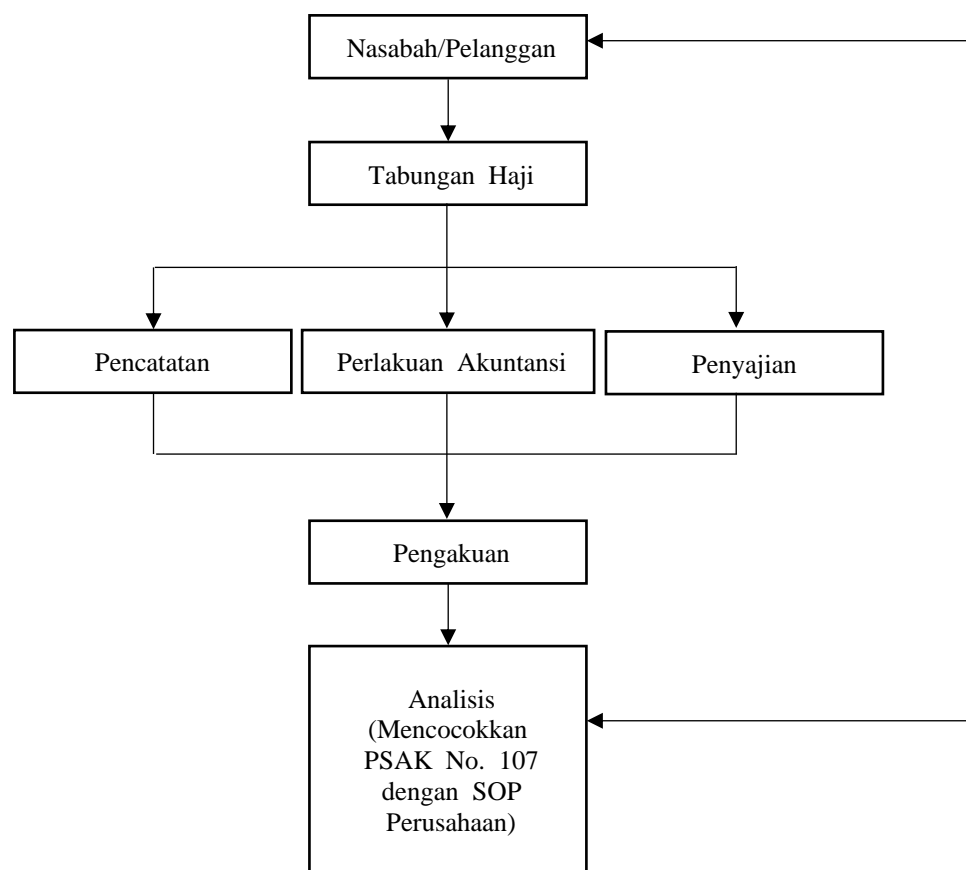 Nasabah/Pelanggan
Tabungan Haji
Pencatatan
Perlakuan Akuntansi
Penyajian
Pengakuan
Analisis
(Mencocokkan
PSAK No. 107
dengan SOP
Perusahaan)